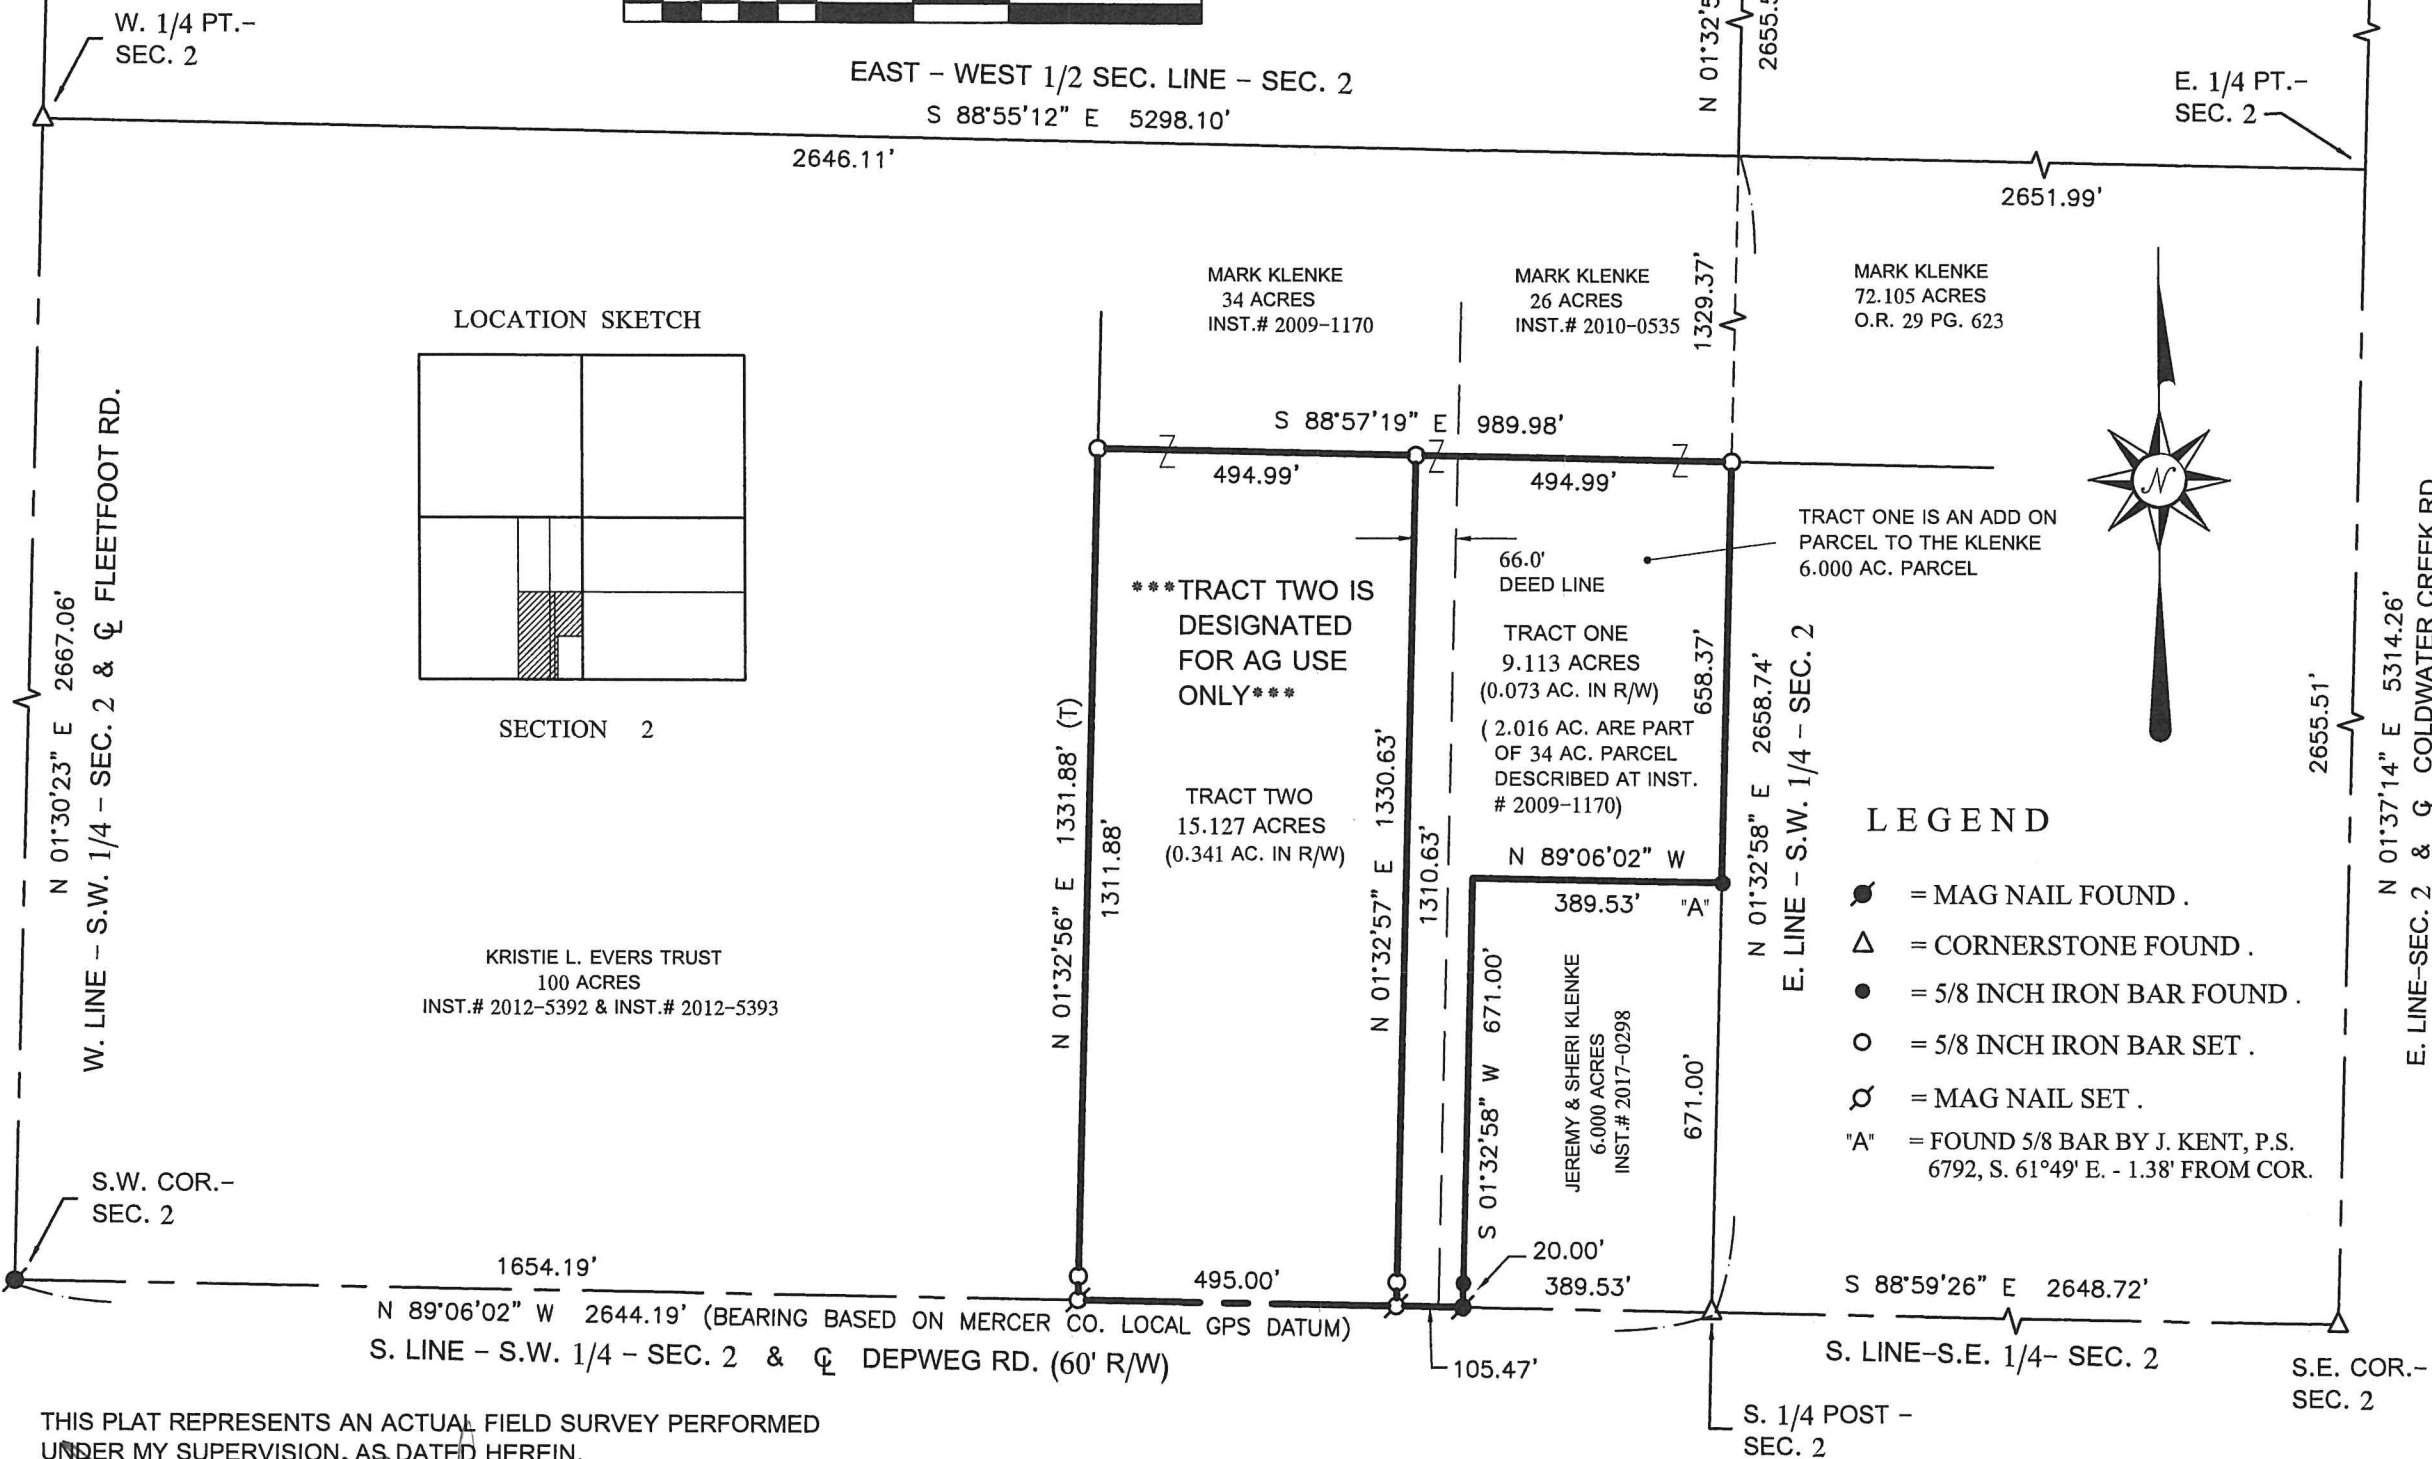 W. 1/4 PT.–
SEC. 2
EAST – WEST 1/2 SEC. LINE – SEC. 2
S 88°55'12" E 5298.10'
2646.11'
2651.99'
E. 1/4 PT.–
SEC. 2
MARK KLENKE
34 ACRES
INST.# 2009–1170
MARK KLENKE
26 ACRES
INST.# 2010–0535
1329.37'
MARK KLENKE
72.105 ACRES
O.R. 29 PG. 623
LOCATION SKETCH
SECTION 2
N 01°30'23" E 2667.06'
W. LINE – S.W. 1/4 – SEC. 2 & ℄ FLEETFOOT RD.
S 88°57'19" E 989.98'
494.99'
494.99'
N
TRACT ONE IS AN ADD ON
PARCEL TO THE KLENKE
6.000 AC. PARCEL
66.0'
DEED LINE
***TRACT TWO IS
DESIGNATED
FOR AG USE
ONLY***
TRACT ONE
9.113 ACRES
(0.073 AC. IN R/W)
( 2.016 AC. ARE PART
OF 34 AC. PARCEL
DESCRIBED AT INST.
# 2009–1170)
658.37'
N 01°32'58" E 2658.74'
E. LINE – S.W. 1/4 – SEC. 2
TRACT TWO
15.127 ACRES
(0.341 AC. IN R/W)
N 01°32'56" E 1331.88' (T)
1311.88'
N 01°32'57" E 1330.63'
1310.63'
N 89°06'02" W
389.53'
"A"
KRISTIE L. EVERS TRUST
100 ACRES
INST.# 2012–5392 & INST.# 2012–5393
S 01°32'58" W 671.00'
JEREMY & SHERI KLENKE
6.000 ACRES
INST.# 2017–0298
671.00'
2655.51'
N 01°37'14" E 5314.26'
E. LINE–SEC. 2 & ℄ COLDWATER CREEK RD.
LEGEND
= MAG NAIL FOUND .
= CORNERSTONE FOUND .
= 5/8 INCH IRON BAR FOUND .
= 5/8 INCH IRON BAR SET .
= MAG NAIL SET .
"A" = FOUND 5/8 BAR BY J. KENT, P.S.
6792, S. 61°49' E. - 1.38' FROM COR.
S.W. COR.–
SEC. 2
1654.19'
495.00'
20.00'
389.53'
S 88°59'26" E 2648.72'
N 89°06'02" W 2644.19' (BEARING BASED ON MERCER CO. LOCAL GPS DATUM)
S. LINE – S.W. 1/4 – SEC. 2 & ℄ DEPWEG RD. (60' R/W)
105.47'
S. LINE–S.E. 1/4– SEC. 2
S.E. COR.–
SEC. 2
S. 1/4 POST –
SEC. 2
THIS PLAT REPRESENTS AN ACTUAL FIELD SURVEY PERFORMED
UNDER MY SUPERVISION, AS DATED HEREIN.